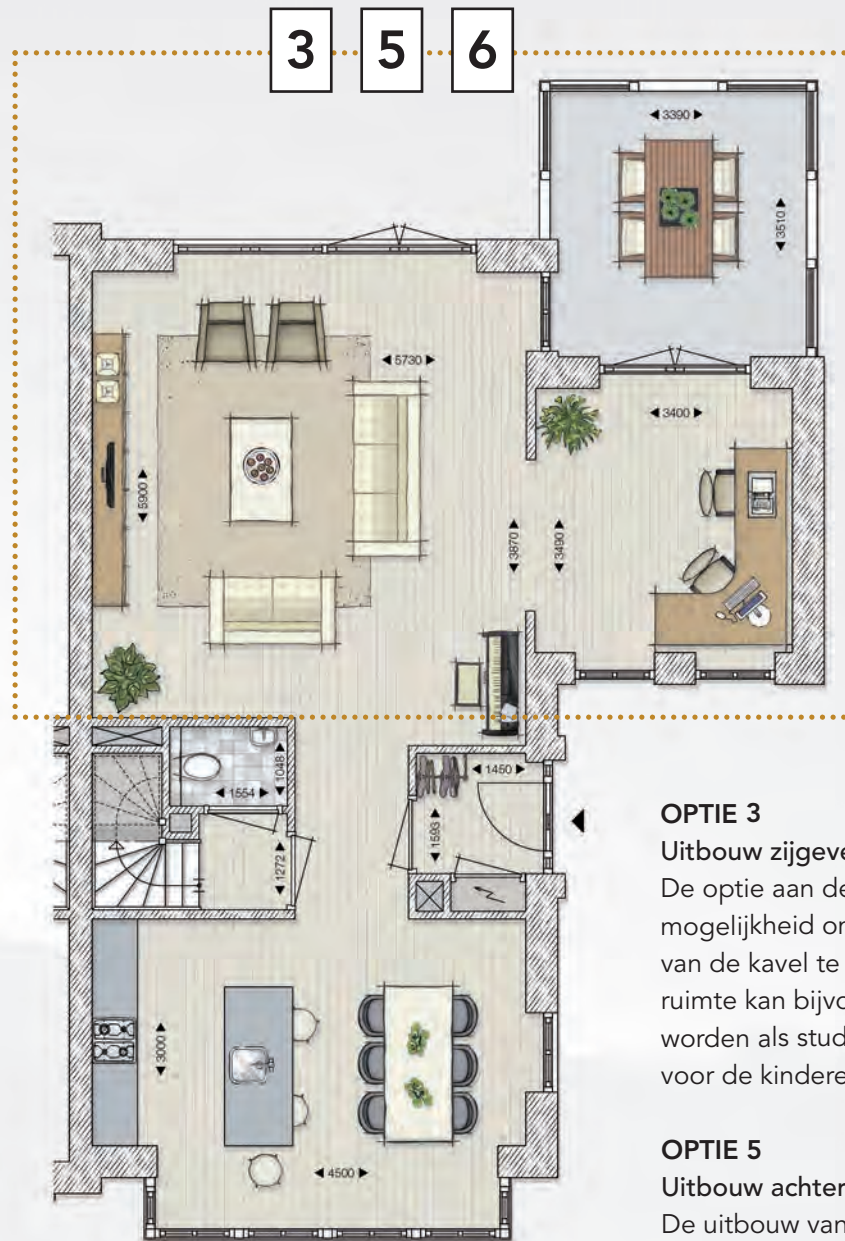 3 5 6
3390
3510
5730
3400
5900
3870
3490
1048
1554
1450
1593
1272
3000
4500
OPTIE 3
Uitbouw zijgeve
De optie aan de
mogelijkheid or
van de kavel te
ruimte kan bijvo
worden als stud
voor de kindere
OPTIE 5
Uitbouw achter
De uitbouw van